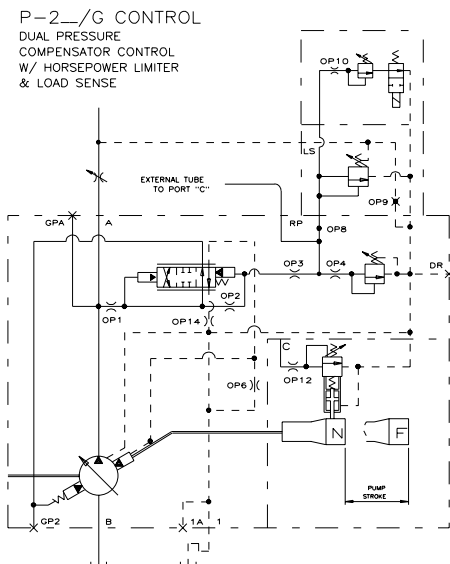 P-2__/G CONTROL
DUAL PRESSURE
COMPENSATOR CONTROL
W/ HORSEPOWER LIMITER
& LOAD SENSE
OP10
LS
EXTERNAL TUBE
TO PORT "C"
OP9
GPA
A
RP
OP8
OP3
OP4
DR
OP1
OP2
OP14
C
OP6
OP12
N
F
PUMP
STROKE
GP2
B
1A
1